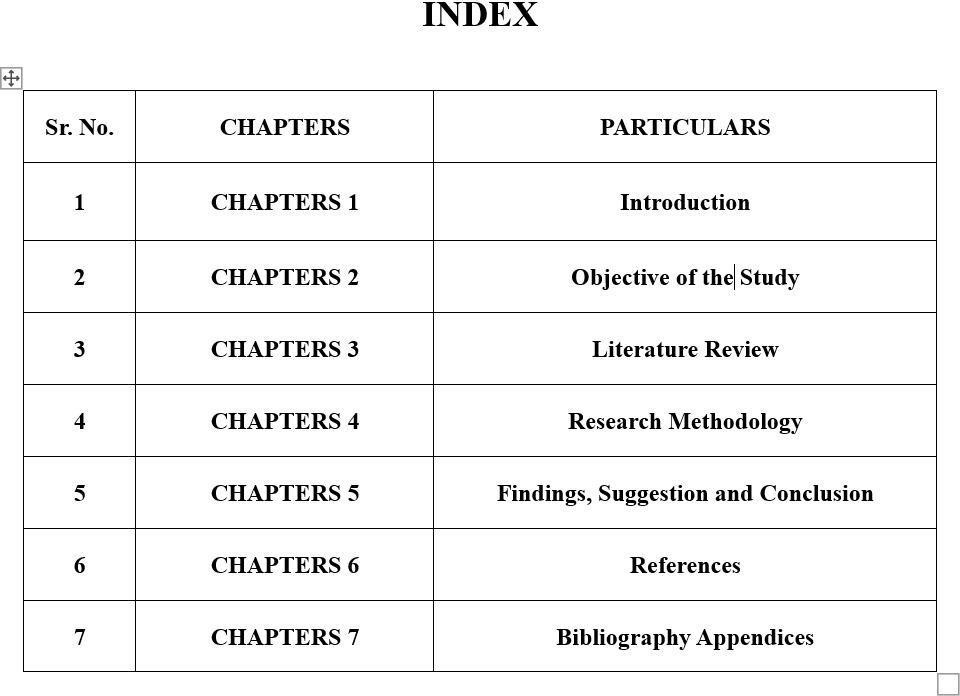 INDEX
Sr. No. CHAPTERS PARTICULARS
1 CHAPTERS 1 Introduction
2 CHAPTERS 2 Objective of the Study
3 CHAPTERS 3 Literature Review
4 CHAPTERS 4 Research Methodology
5 CHAPTERS 5 Findings, Suggestion and Conclusion
6 CHAPTERS 6 References
7 CHAPTERS 7 Bibliography Appendices